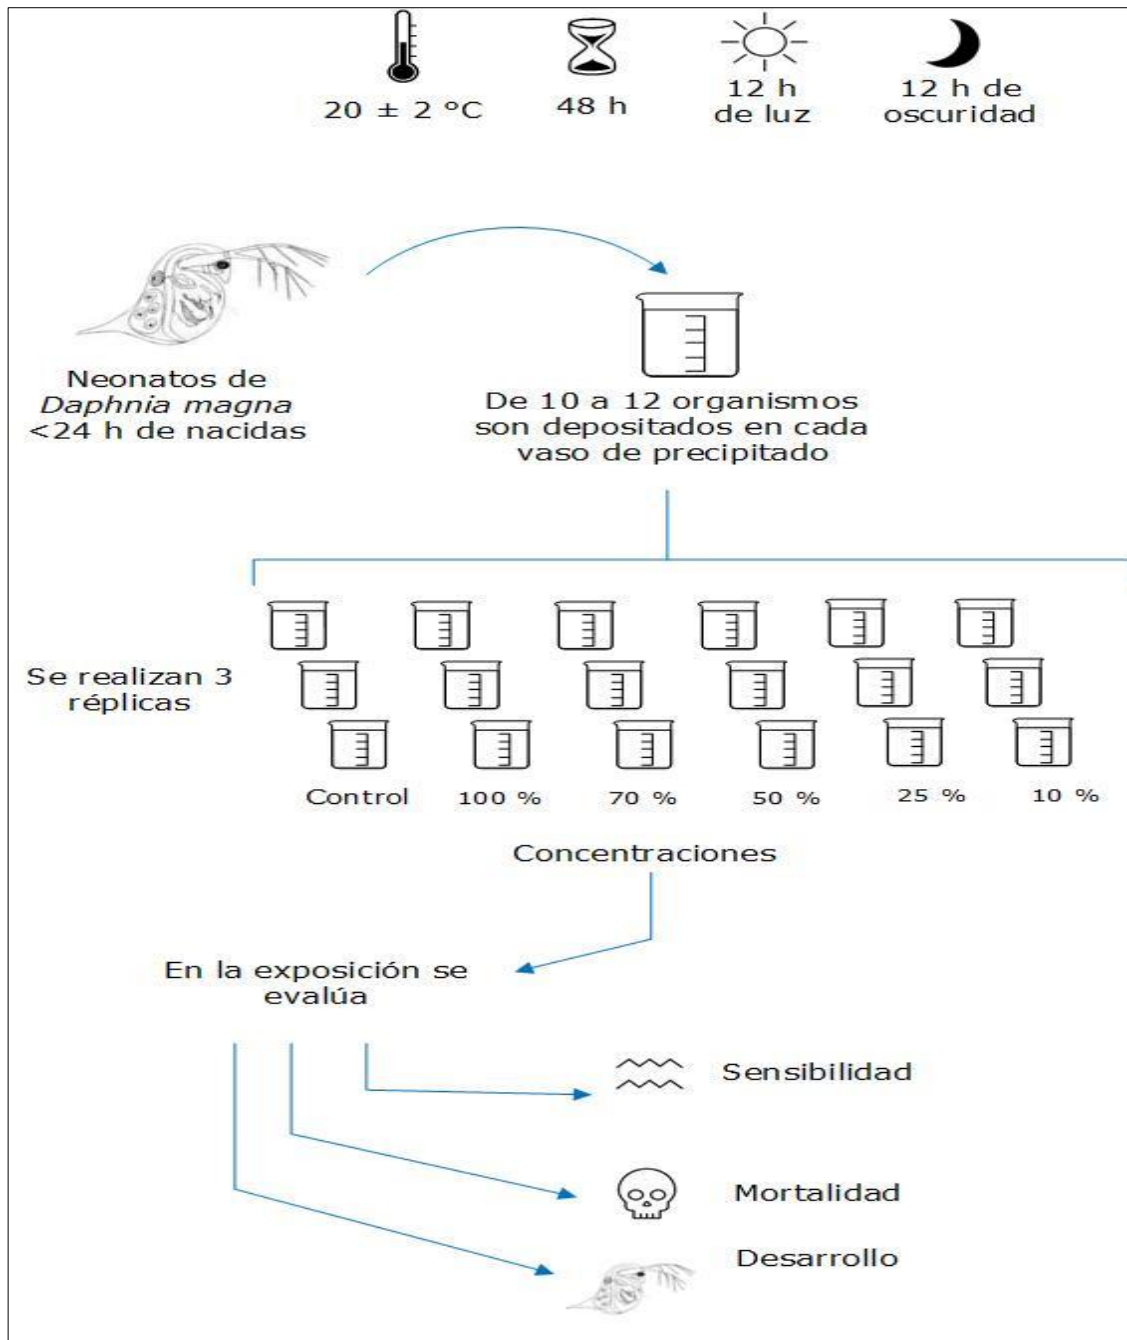 20 ± 2 °C
48 h
12 h
de luz
12 h de
oscuridad
Neonatos de
Daphnia magna
<24 h de nacidas
De 10 a 12 organismos
son depositados en cada
vaso de precipitado
Se realizan 3
réplicas
Control 100 % 70 % 50 % 25 % 10 %
Concentraciones
En la exposición se
evalúa
Sensibilidad
Mortalidad
Desarrollo